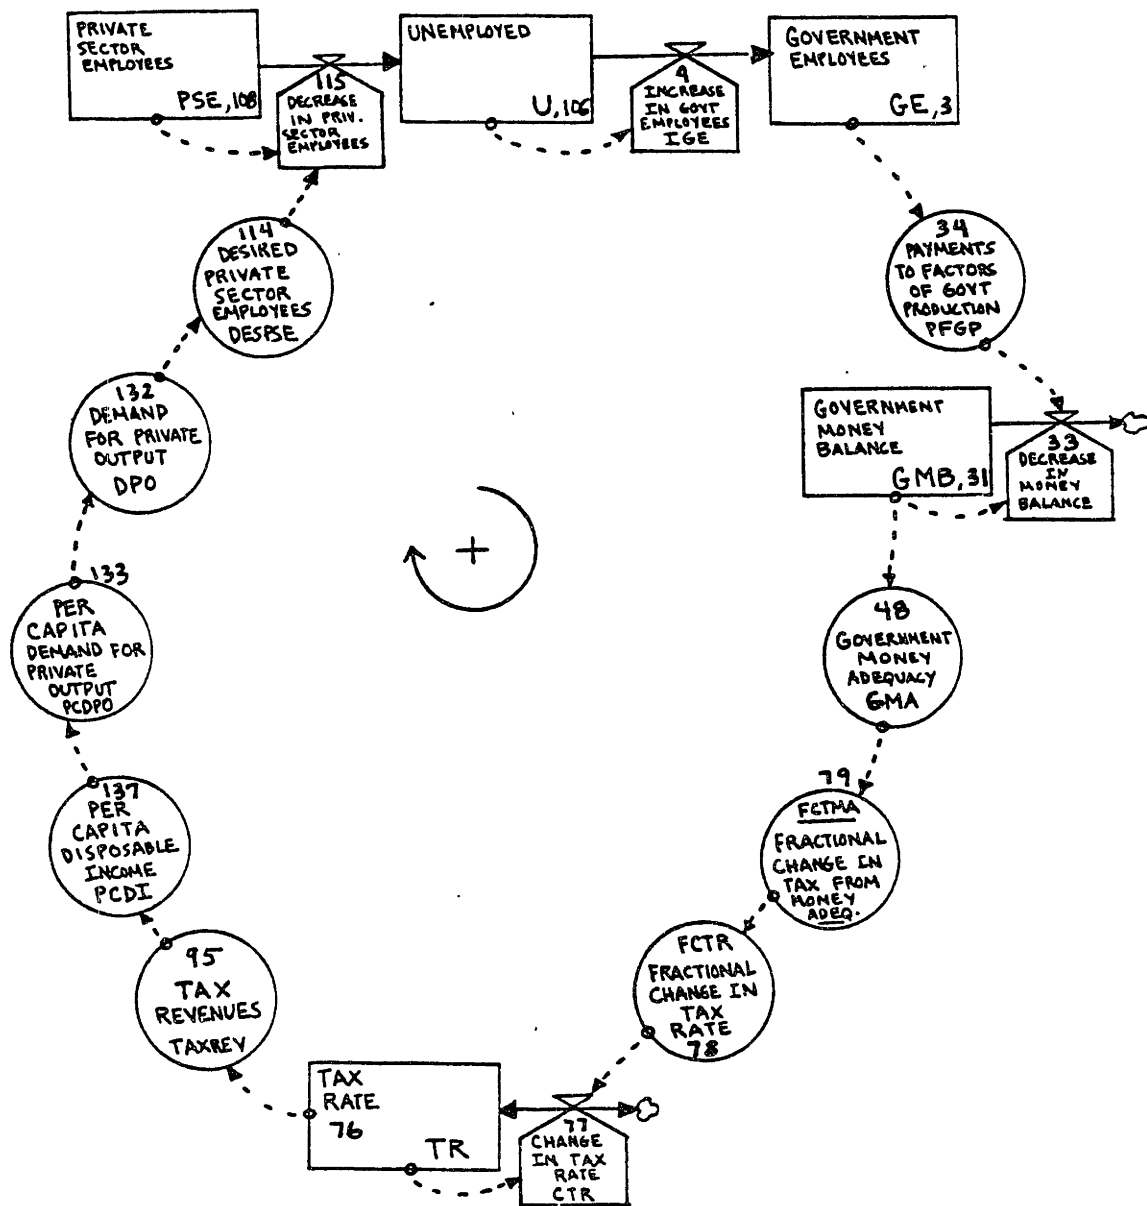 PRIVATE
SECTOR
EMPLOYEES
PSE, 108
115
DECREASE
IN PRIV.
SECTOR
EMPLOYEES
UNEMPLOYED
U, 106
9
INCREASE
IN GOVT
EMPLOYEES
IGE
GOVERNMENT
EMPLOYEES
GE, 3
34
PAYMENTS
TO FACTORS
OF GOVT
PRODUCTION
PFGP
GOVERNMENT
MONEY
BALANCE
GMB, 31
33
DECREASE
IN
MONEY
BALANCE
48
GOVERNMENT
MONEY
ADEQUACY
GMA
79
FCTMA
FRACTIONAL
CHANGE IN
TAX FROM
MONEY
ADEQ.
FCTR
FRACTIONAL
CHANGE IN
TAX
RATE
78
77
CHANGE
IN TAX
RATE
CTR
TAX
RATE
76
TR
95
TAX
REVENUES
TAXREV
137
PER
CAPITA
DISPOSABLE
INCOME
PCDI
133
PER
CAPITA
DEMAND FOR
PRIVATE
OUTPUT
PCDPO
132
DEMAND
FOR PRIVATE
OUTPUT
DPO
114
DESIRED
PRIVATE
SECTOR
EMPLOYEES
DESPSE
+